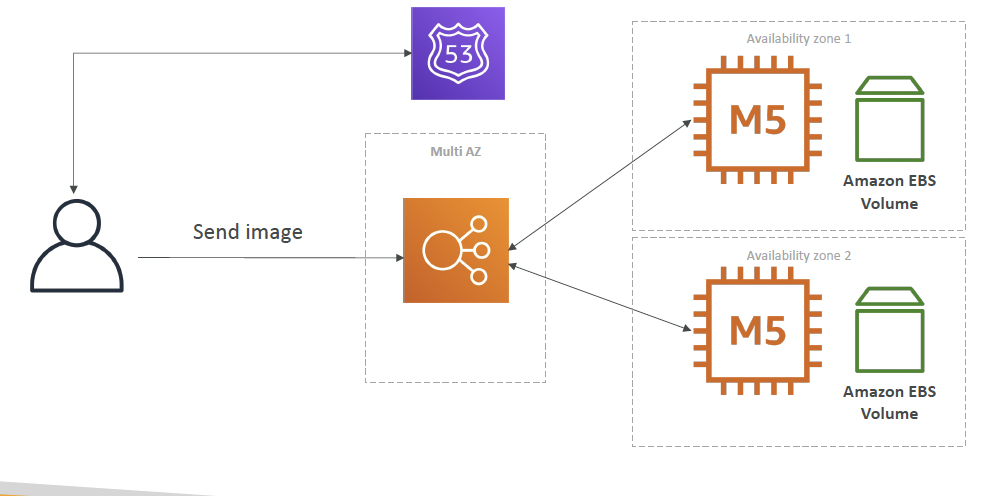 53
Availability zone 1
M5
Amazon EBS
Volume
Multi AZ
Send image
Availability zone 2
M5
Amazon EBS
Volume